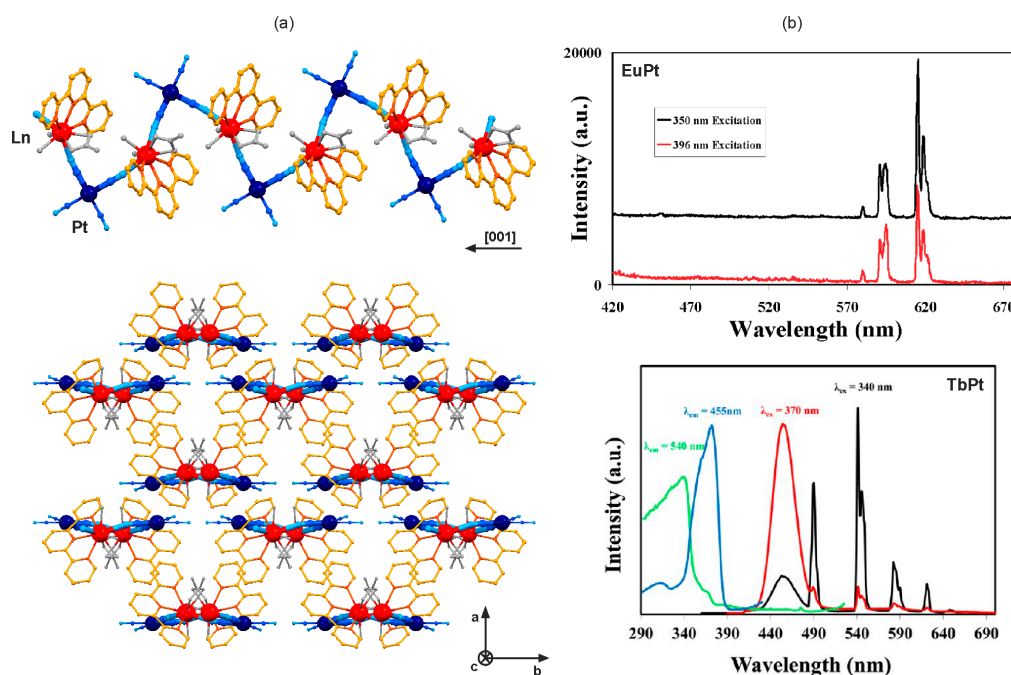 (a)
Ln
Pt
[001]
a
c
b
(b)
20000
EuPt
350 nm Excitation
396 nm Excitation
Intensity (a.u.)
0
420 470 520 570 620 670
Wavelength (nm)
TbPt
λex = 340 nm
λem = 455nm
λex = 370 nm
λem = 540 nm
Intensity (a.u.)
290 340 390 440 490 540 590 640 690
Wavelength (nm)